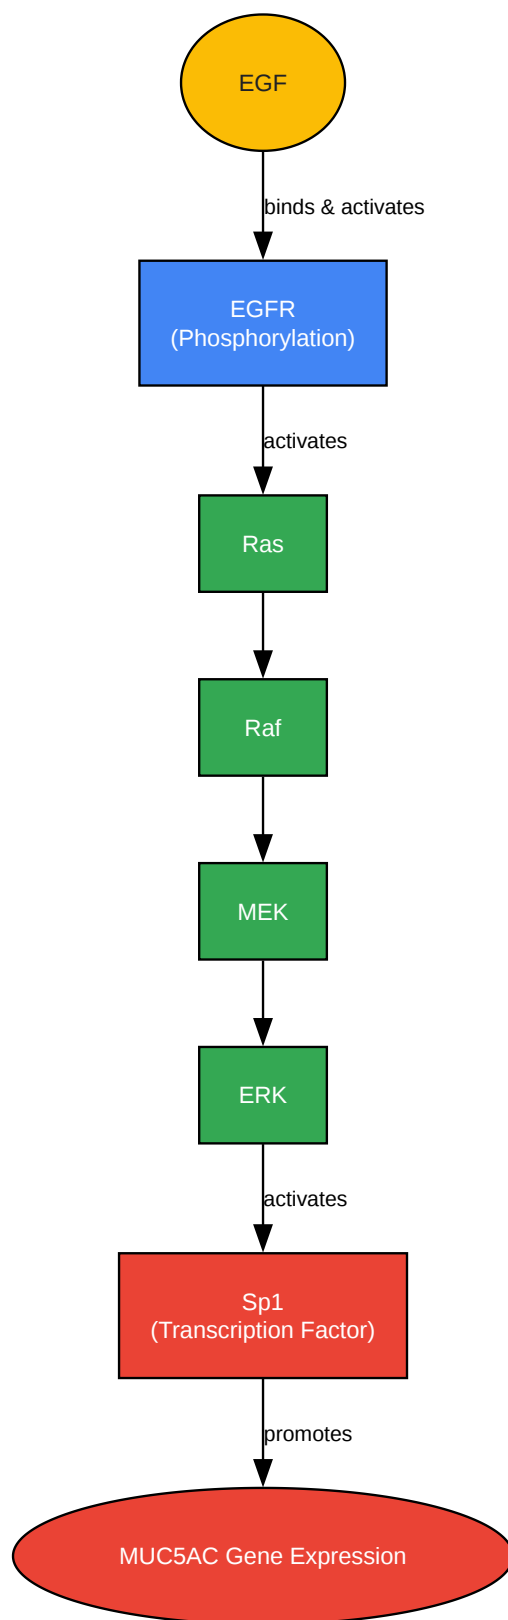 EGF
binds & activates
EGFR
(Phosphorylation)
activates
Ras
Raf
MEK
ERK
activates
Sp1
(Transcription Factor)
promotes
MUC5AC Gene Expression